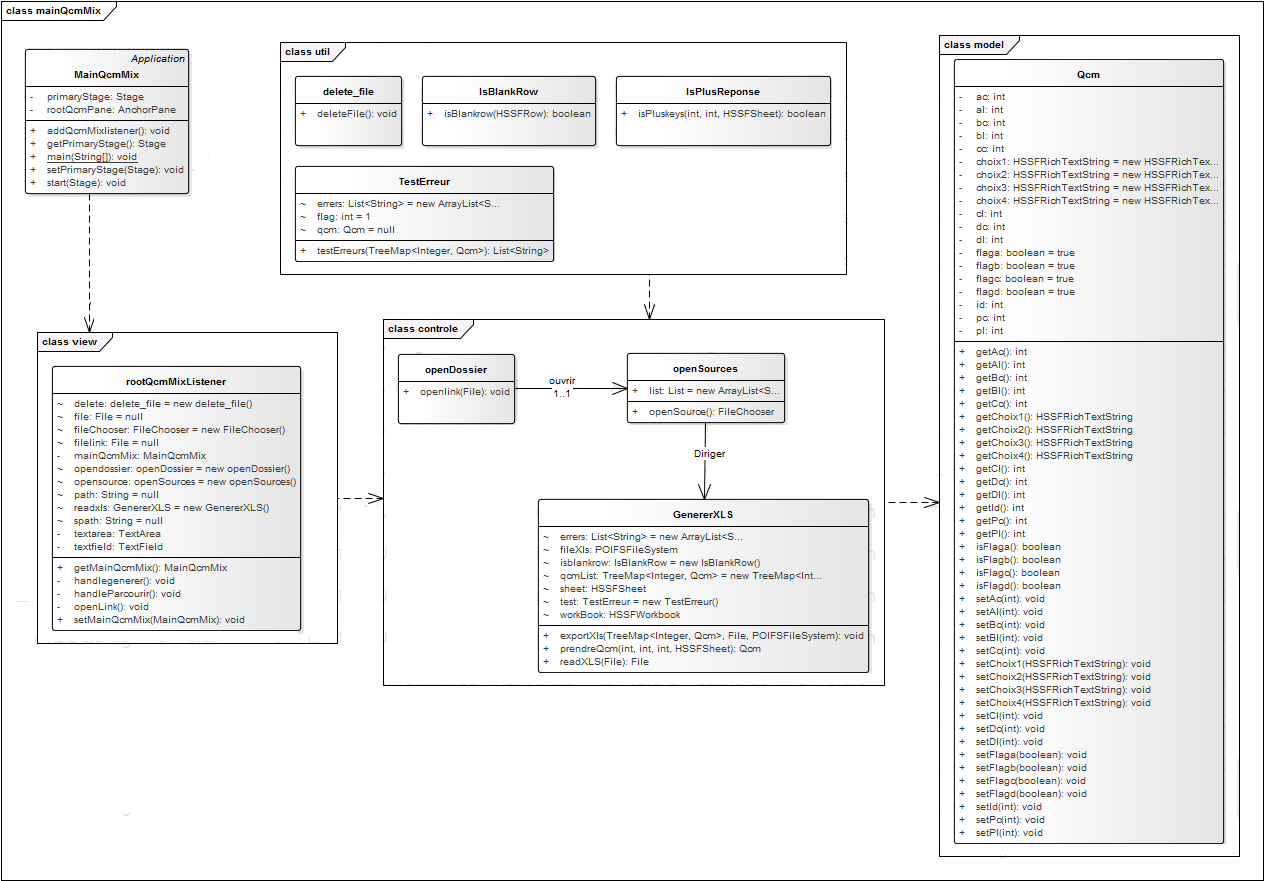 class mainQcmMix
Application
MainQcmMix
- primaryStage: Stage
- rootQcmPane: AnchorPane
+ addQcmMixlistener(): void
+ getPrimaryStage(): Stage
+ main(String[]): void
+ setPrimaryStage(Stage): void
+ start(Stage): void
class util
delete_file
+ deleteFile(): void
IsBlankRow
+ isBlankrow(HSSFRow): boolean
IsPlusReponse
+ isPluskeys(int, int, HSSFSheet): boolean
TestErreur
~ errers: List<String> = new ArrayList<S...
~ flag: int = 1
~ qcm: Qcm = null
+ testErreurs(TreeMap<Integer, Qcm>): List<String>
class view
rootQcmMixListener
~ delete: delete_file = new delete_file()
~ file: File = null
~ fileChooser: FileChooser = new FileChooser()
~ filelink: File = null
- mainQcmMix: MainQcmMix
~ opendossier: openDossier = new openDossier()
~ opensource: openSources = new openSources()
~ path: String = null
~ readxls: GenererXLS = new GenererXLS()
~ spath: String = null
- textarea: TextArea
- textfield: TextField
+ getMainQcmMix(): MainQcmMix
- handlegenerer(): void
- handleParcourir(): void
- openLink(): void
+ setMainQcmMix(MainQcmMix): void
class controle
openDossier
+ openlink(File): void
ouvrir
1..1
openSources
+ list: List = new ArrayList<S...
+ openSource(): FileChooser
Diriger
GenererXLS
~ errers: List<String> = new ArrayList<S...
~ fileXls: POIFSFileSystem
~ isblankrow: IsBlankRow = new IsBlankRow()
~ qcmList: TreeMap<Integer, Qcm> = new TreeMap<Int...
~ sheet: HSSFSheet
~ test: TestErreur = new TestErreur()
~ workBook: HSSFWorkbook
+ exportXls(TreeMap<Integer, Qcm>, File, POIFSFileSystem): void
+ prendreQcm(int, int, int, HSSFSheet): Qcm
+ readXLS(File): File
class model
Qcm
- ac: int
- al: int
- bc: int
- bl: int
- cc: int
- choix1: HSSFRichTextString = new HSSFRichTex...
- choix2: HSSFRichTextString = new HSSFRichTex...
- choix3: HSSFRichTextString = new HSSFRichTex...
- choix4: HSSFRichTextString = new HSSFRichTex...
- cl: int
- dc: int
- dl: int
- flaga: boolean = true
- flagb: boolean = true
- flagc: boolean = true
- flagd: boolean = true
- id: int
- pc: int
- pl: int
+ getAc(): int
+ getAl(): int
+ getBc(): int
+ getBl(): int
+ getCc(): int
+ getChoix1(): HSSFRichTextString
+ getChoix2(): HSSFRichTextString
+ getChoix3(): HSSFRichTextString
+ getChoix4(): HSSFRichTextString
+ getCl(): int
+ getDc(): int
+ getDl(): int
+ getId(): int
+ getPc(): int
+ getPl(): int
+ isFlaga(): boolean
+ isFlagb(): boolean
+ isFlagc(): boolean
+ isFlagd(): boolean
+ setAc(int): void
+ setAl(int): void
+ setBc(int): void
+ setBl(int): void
+ setCc(int): void
+ setChoix1(HSSFRichTextString): void
+ setChoix2(HSSFRichTextString): void
+ setChoix3(HSSFRichTextString): void
+ setChoix4(HSSFRichTextString): void
+ setCl(int): void
+ setDc(int): void
+ setDl(int): void
+ setFlaga(boolean): void
+ setFlagb(boolean): void
+ setFlagc(boolean): void
+ setFlagd(boolean): void
+ setId(int): void
+ setPc(int): void
+ setPl(int): void